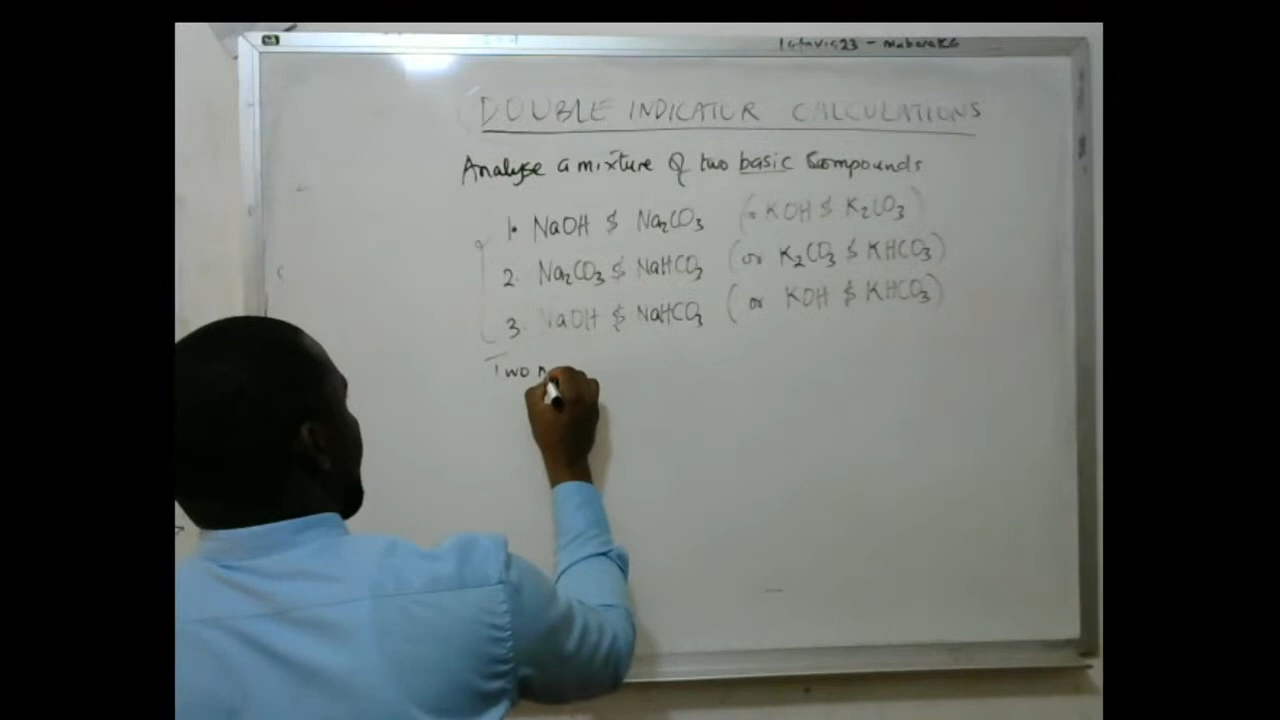 DOUBLE INDICATOR CALCULATIONS
Analyse a mixture of two basic Compounds
1. NaOH & Na₂CO₃ (or KOH & K₂CO₃)
2. Na₂CO₃ & NaHCO₃ (or K₂CO₃ & KHCO₃)
3. NaOH & NaHCO₃ (or KOH & KHCO₃)
Two